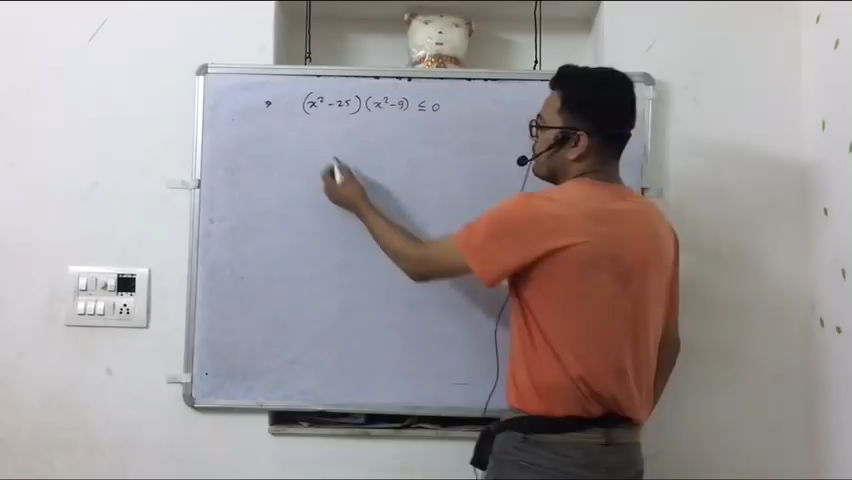 (x² - 25)(x² - 9) ≤ 0